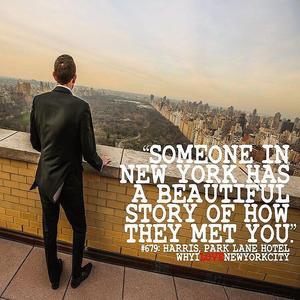 “SOMEONE IN
NEW YORK HAS
A BEAUTIFUL
STORY OF HOW
THEY MET YOU”
#679: HARRIS, PARK LANE HOTEL
WHYILOVENEWYORKCITY